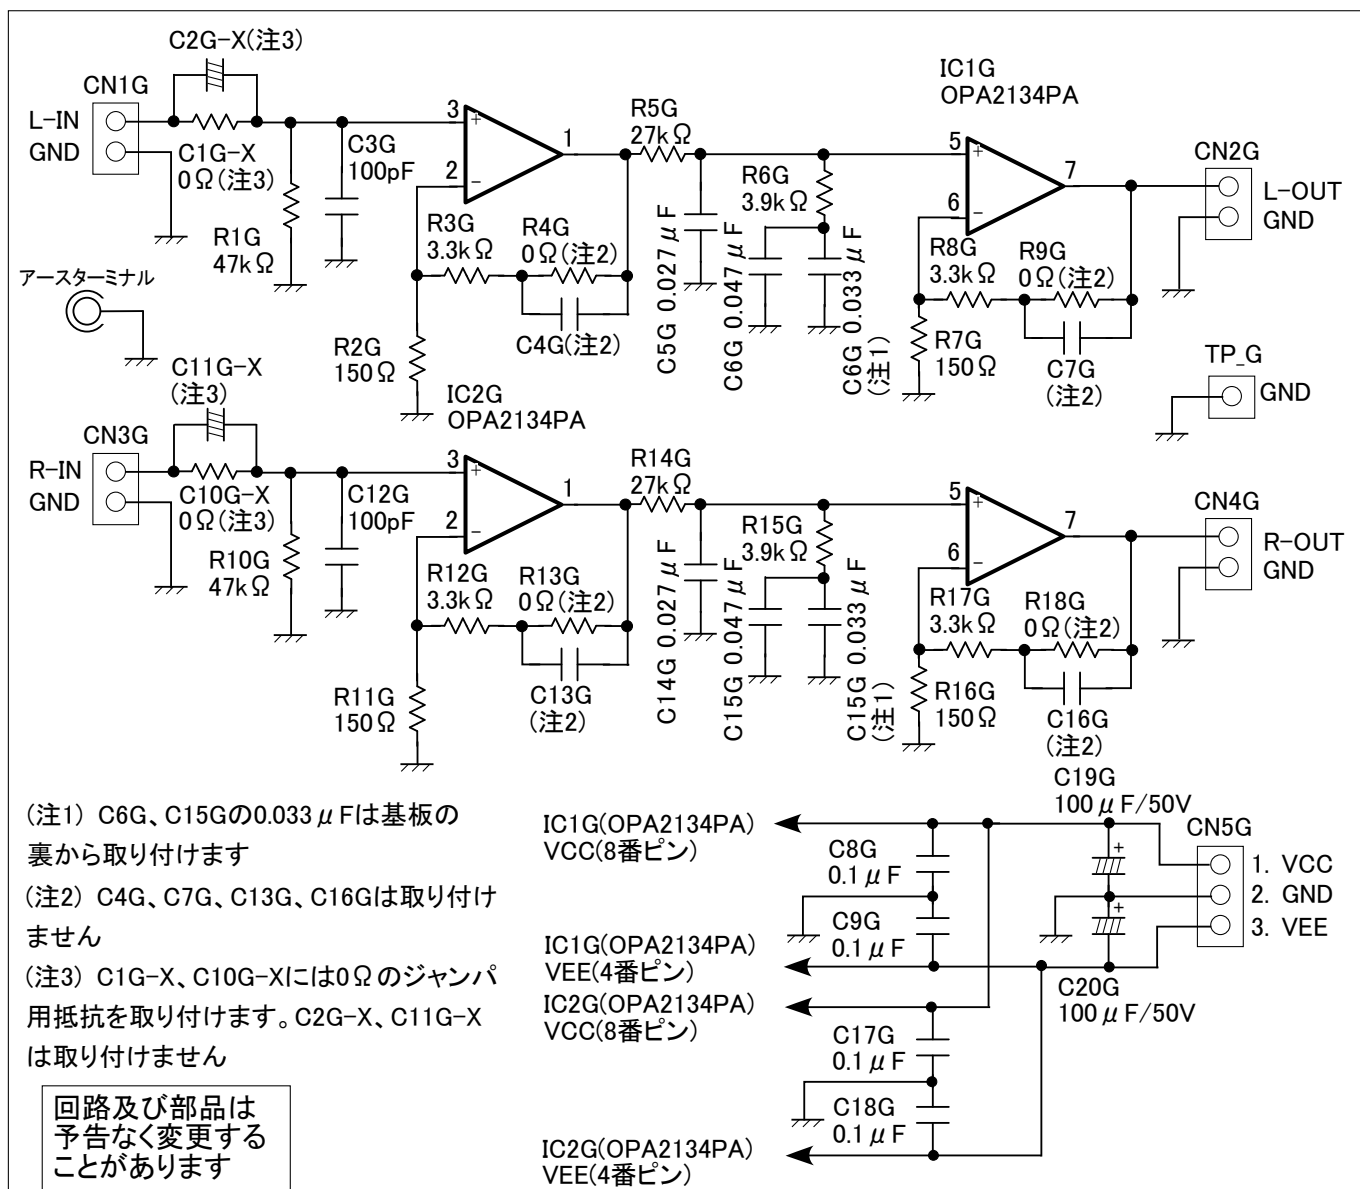 C2G-X(注3)
CN1G
L-IN
GND
C1G-X
0Ω(注3)
R1G
47kΩ
C3G
100pF
3
2
1
+
−
R3G
3.3kΩ
R4G
0Ω(注2)
C4G(注2)
R2G
150Ω
R5G
27kΩ
C5G 0.027μF
R6G
3.9kΩ
C6G 0.047μF
C6G 0.033μF
(注1)
IC1G
OPA2134PA
5
6
7
+
−
R8G
3.3kΩ
R9G
0Ω(注2)
R7G
150Ω
C7G
(注2)
CN2G
L-OUT
GND
アースターミナル
TP_G
GND
C11G-X
(注3)
CN3G
R-IN
GND
C10G-X
0Ω(注3)
R10G
47kΩ
C12G
100pF
IC2G
OPA2134PA
3
2
1
+
−
R12G
3.3kΩ
R13G
0Ω(注2)
R11G
150Ω
C13G
(注2)
R14G
27kΩ
C14G 0.027μF
R15G
3.9kΩ
C15G 0.047μF
C15G 0.033μF
(注1)
5
6
7
+
−
R17G
3.3kΩ
R18G
0Ω(注2)
R16G
150Ω
C16G
(注2)
CN4G
R-OUT
GND
(注1) C6G、C15Gの0.033μFは基板の
裏から取り付けます
(注2) C4G、C7G、C13G、C16Gは取り付け
ません
(注3) C1G-X、C10G-Xには0Ωのジャンパ
用抵抗を取り付けます。C2G-X、C11G-X
は取り付けません
回路及び部品は
予告なく変更する
ことがあります
IC1G(OPA2134PA)
VCC(8番ピン)
C8G
0.1μF
C9G
0.1μF
IC1G(OPA2134PA)
VEE(4番ピン)
IC2G(OPA2134PA)
VCC(8番ピン)
C17G
0.1μF
C18G
0.1μF
IC2G(OPA2134PA)
VEE(4番ピン)
C19G
100μF/50V
+
+
C20G
100μF/50V
CN5G
1. VCC
2. GND
3. VEE